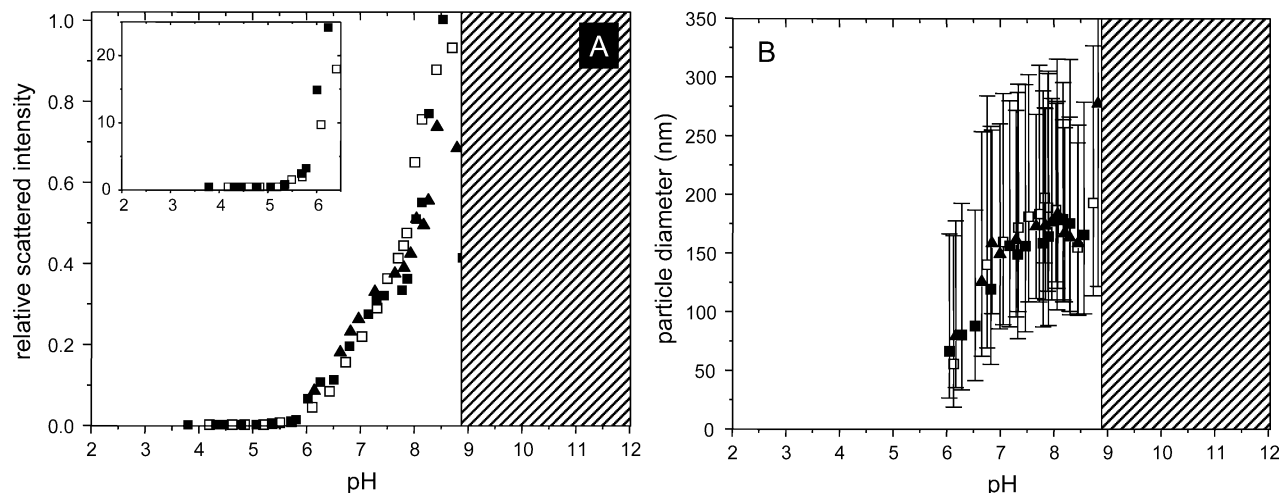 A
relative scattered intensity
1.0
0.8
0.6
0.4
0.2
0.0
2 3 4 5 6 7 8 9 10 11 12
pH
20
10
0
2 3 4 5 6
B
particle diameter (nm)
350
300
250
200
150
100
50
0
2 3 4 5 6 7 8 9 10 11 12
pH